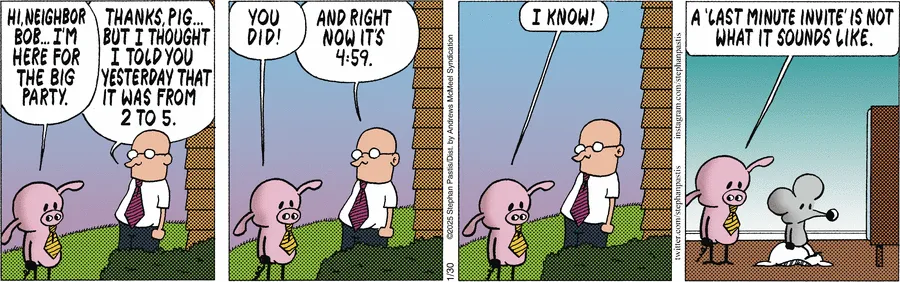 HI, NEIGHBOR
BOB... I'M
HERE FOR
THE BIG
PARTY.
THANKS, PIG...
BUT I THOUGHT
I TOLD YOU
YESTERDAY THAT
IT WAS FROM
2 TO 5.
YOU
DID!
AND RIGHT
NOW IT'S
4:59.
©2025 Stephan Pastis/Dist. by Andrews McMeel Syndication
1/30
I KNOW!
twitter.com/stephanpastis
instagram.com/stephanpastis
A 'LAST MINUTE INVITE' IS NOT
WHAT IT SOUNDS LIKE.